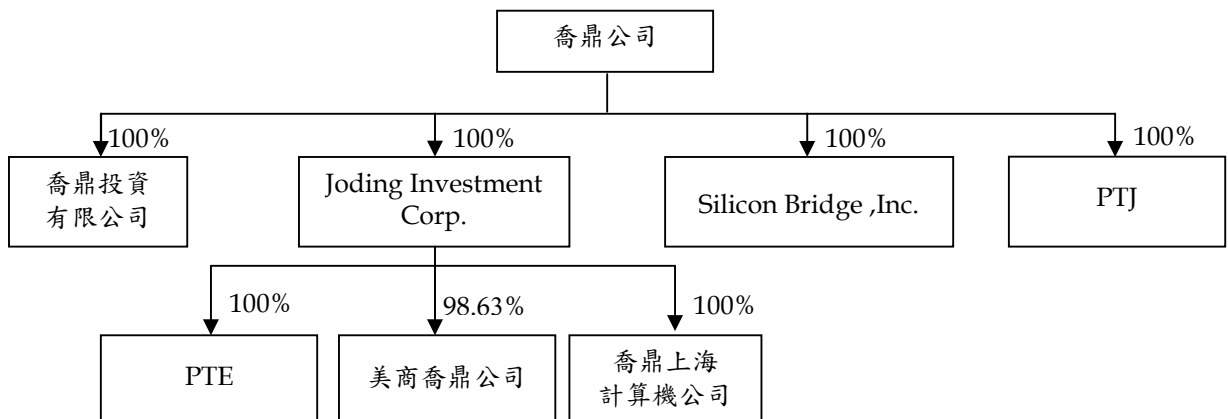 喬鼎公司
100%
100%
100%
100%
喬鼎投資
有限公司
Joding Investment
Corp.
Silicon Bridge ,Inc.
PTJ
100%
98.63%
100%
PTE
美商喬鼎公司
喬鼎上海
計算機公司